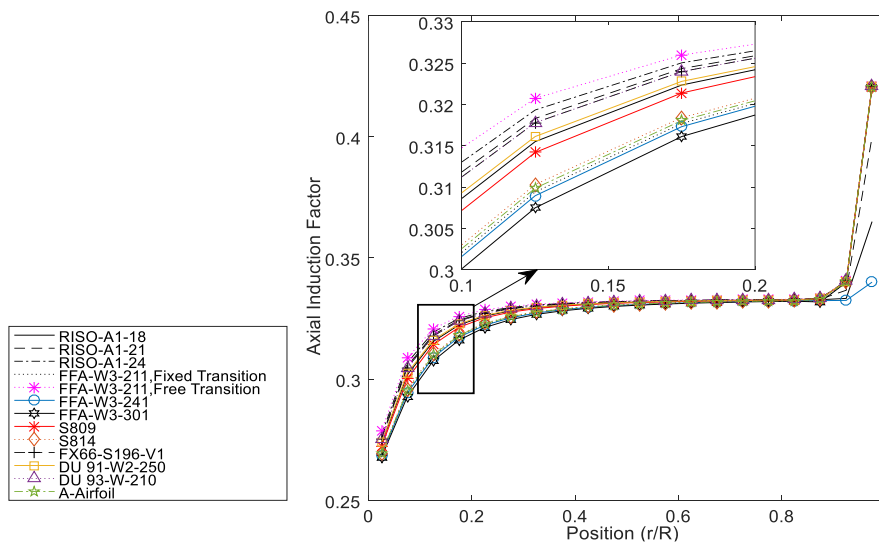 0.45
0.4
0.35
0.3
0.25
Axial Induction Factor
0
0.2
0.4
0.6
0.8
Position (r/R)
0.33
0.325
0.32
0.315
0.31
0.305
0.3
0.1
0.15
0.2
RISO-A1-18
RISO-A1-21
RISO-A1-24
FFA-W3-211,Fixed Transition
FFA-W3-211,Free Transition
FFA-W3-241
FFA-W3-301
S809
S814
FX66-S196-V1
DU 91-W2-250
DU 93-W-210
A-Airfoil